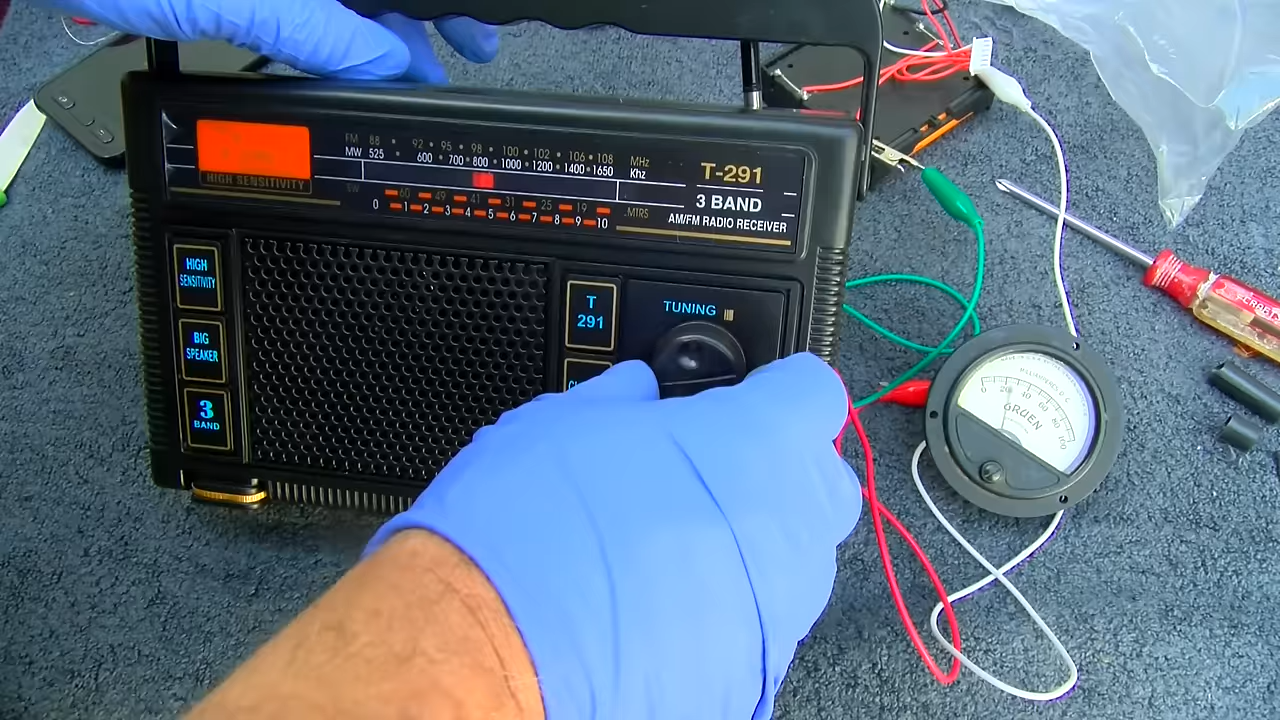 FM 88 92 95 98 100 102 106 108 MHz
MW 525 600 700 800 1000 1200 1400 1650 Khz
SW 60 49 41 31 25 19 MTRS
0 1 2 3 4 5 6 7 8 9 10
HIGH SENSITIVITY
T-291
3 BAND
AM/FM RADIO RECEIVER
HIGH
SENSITIVITY
BIG
SPEAKER
3
BAND
T
291
TUNING
MILLIAMPERES D.C.
0 20 40 60 80 100
GRUEN